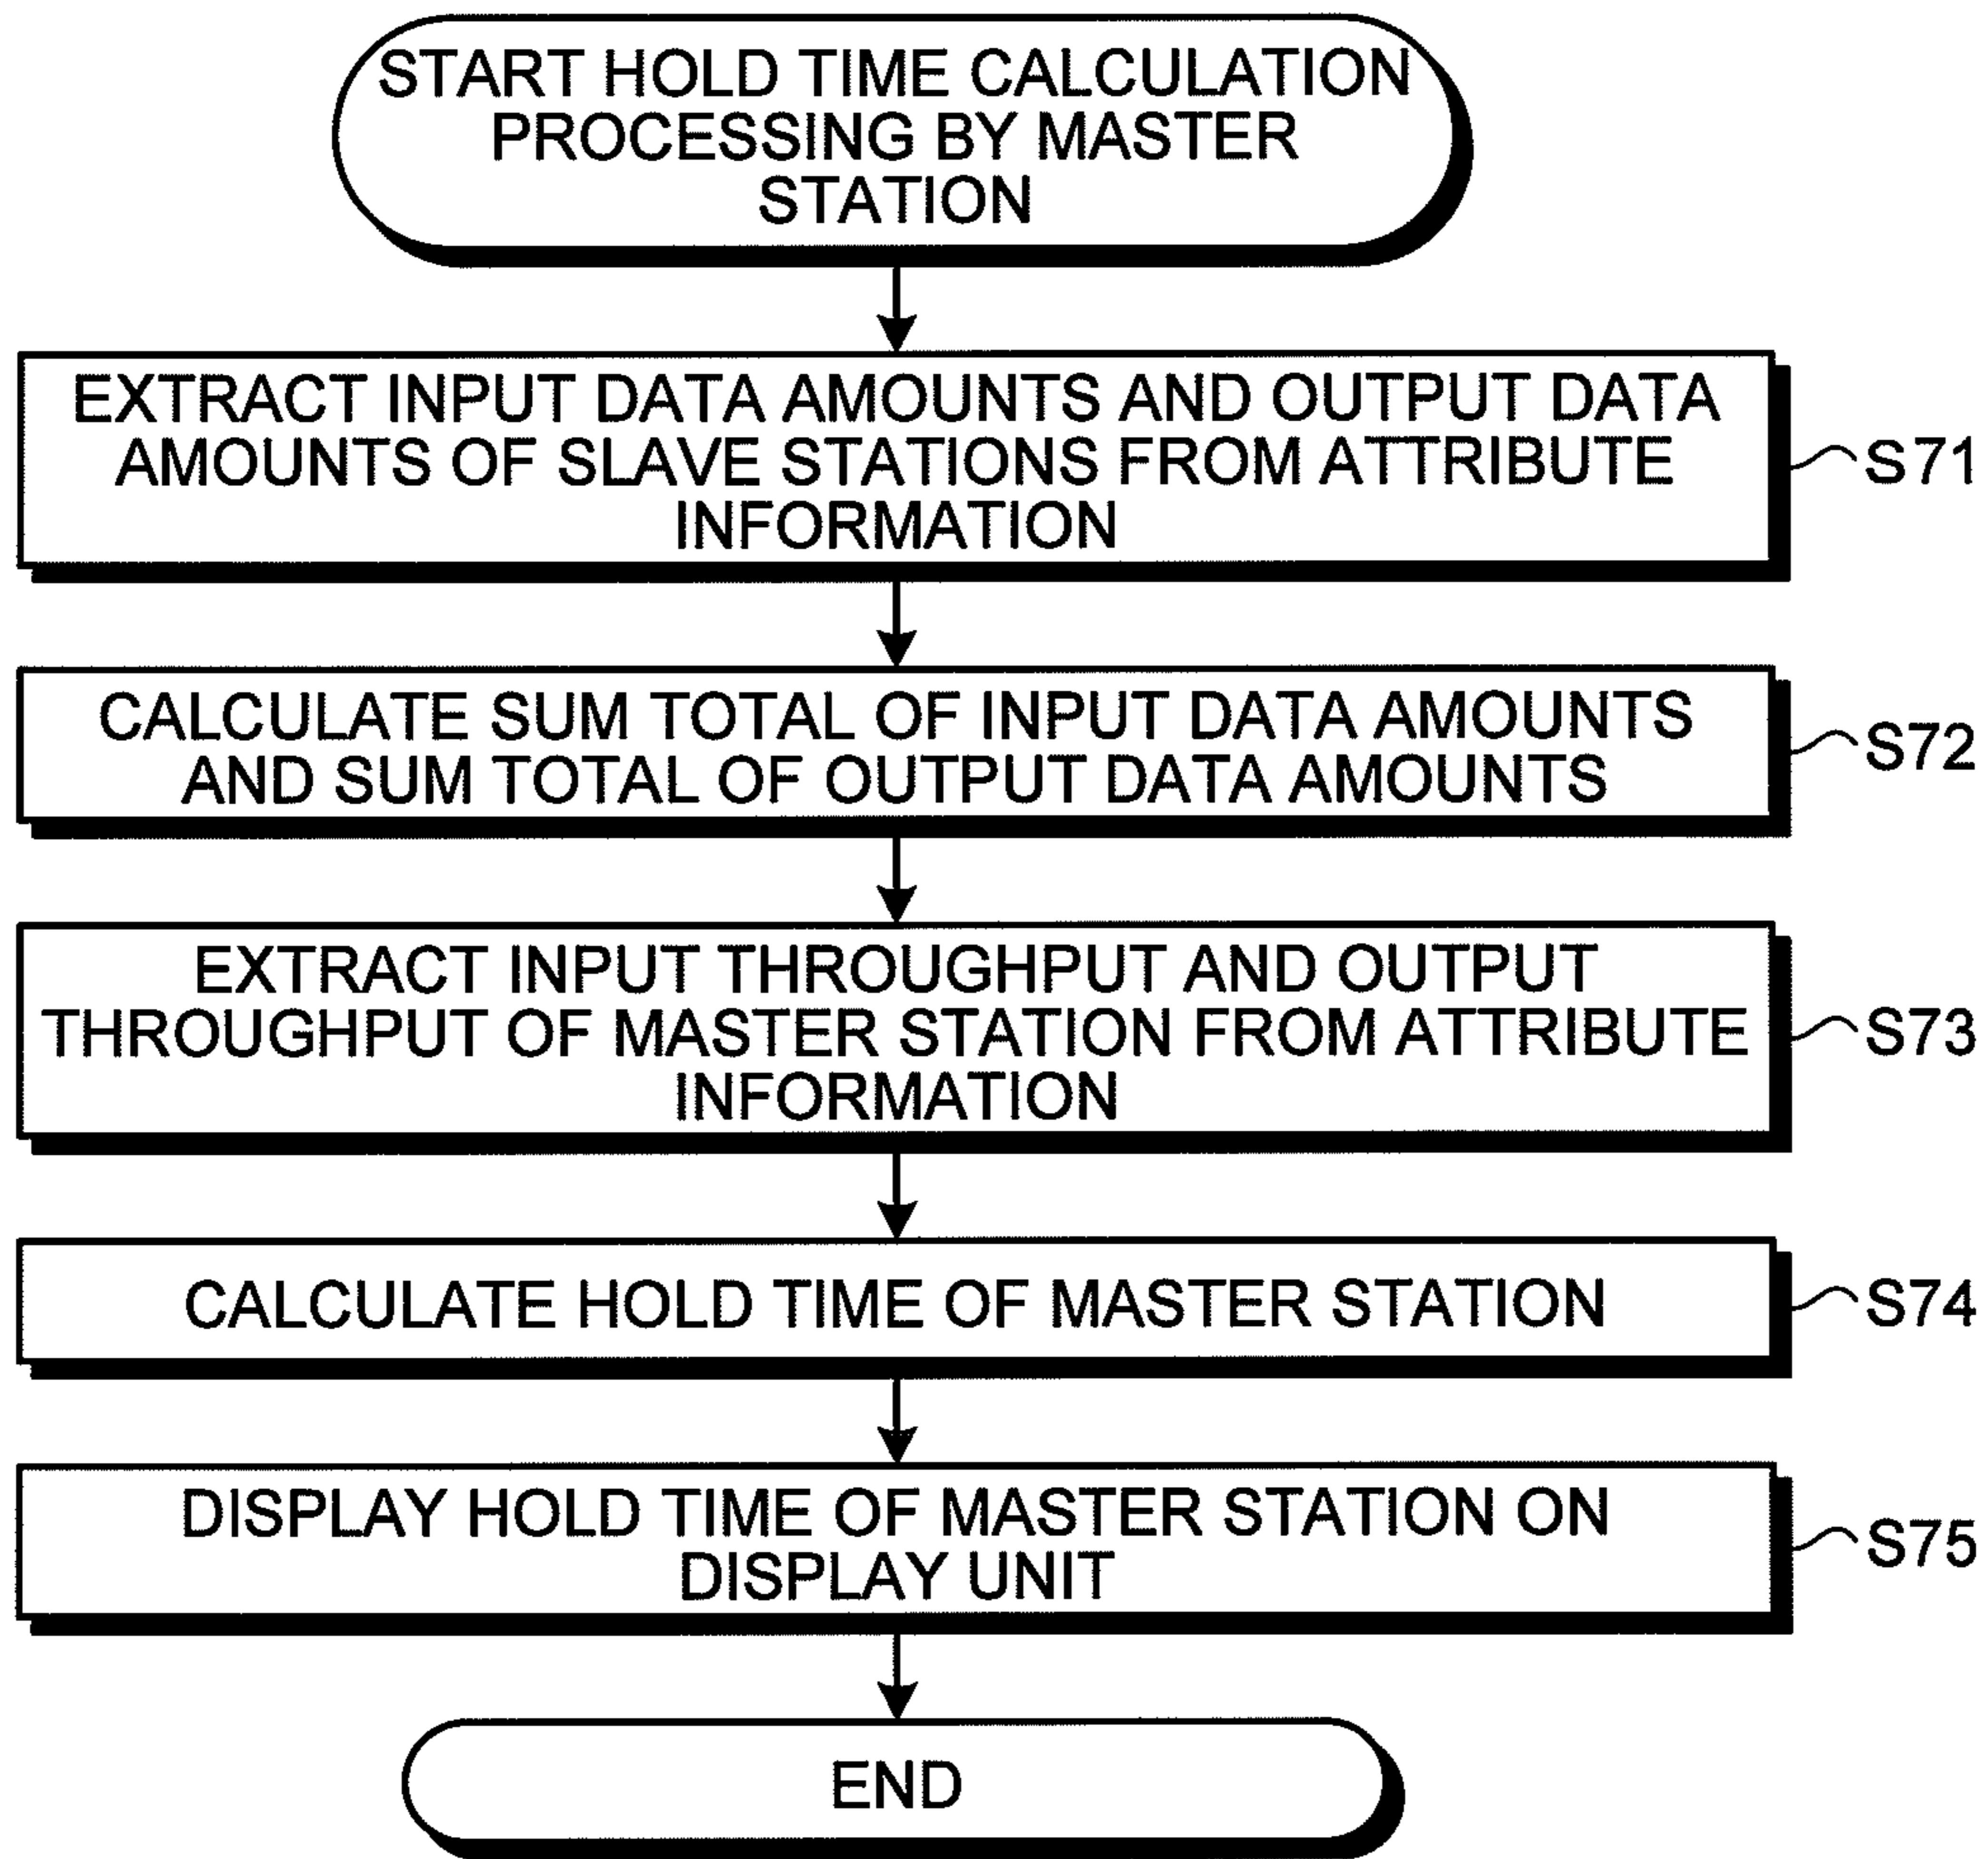 START HOLD TIME CALCULATION
PROCESSING BY MASTER
STATION
EXTRACT INPUT DATA AMOUNTS AND OUTPUT DATA
AMOUNTS OF SLAVE STATIONS FROM ATTRIBUTE
INFORMATION
S71
CALCULATE SUM TOTAL OF INPUT DATA AMOUNTS
AND SUM TOTAL OF OUTPUT DATA AMOUNTS
S72
EXTRACT INPUT THROUGHPUT AND OUTPUT
THROUGHPUT OF MASTER STATION FROM ATTRIBUTE
INFORMATION
S73
CALCULATE HOLD TIME OF MASTER STATION
S74
DISPLAY HOLD TIME OF MASTER STATION ON
DISPLAY UNIT
S75
END